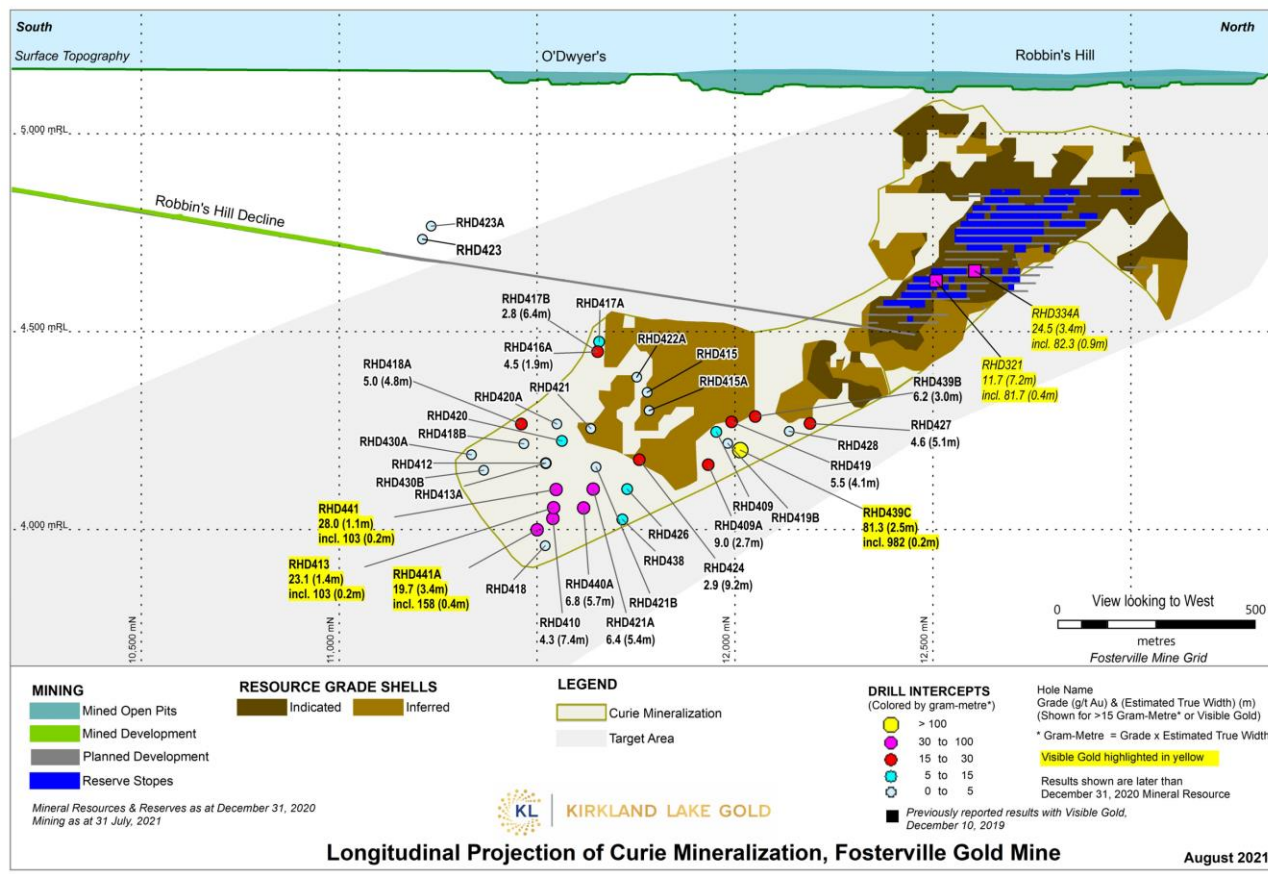 South
North
Surface Topography
O'Dwyer's
Robbin's Hill
5,000 mRL
Robbin's Hill Decline
RHD423A
RHD423
4,500 mRL
RHD417B
2.8 (6.4m)
RHD417A
RHD416A
4.5 (1.9m)
RHD422A
RHD415
RHD415A
RHD418A
5.0 (4.8m)
RHD421
RHD420A
RHD420
RHD418B
RHD430A
RHD412
RHD430B
RHD413A
RHD334A
24.5 (3.4m)
incl. 82.3 (0.9m)
RHD321
11.7 (7.2m)
incl. 81.7 (0.4m)
RHD439B
6.2 (3.0m)
RHD427
4.6 (5.1m)
RHD428
RHD419
5.5 (4.1m)
RHD409
RHD419B
RHD409A
9.0 (2.7m)
RHD439C
81.3 (2.5m)
incl. 982 (0.2m)
RHD441
28.0 (1.1m)
incl. 103 (0.2m)
4,000 mRL
RHD413
23.1 (1.4m)
incl. 103 (0.2m)
RHD441A
19.7 (3.4m)
incl. 158 (0.4m)
RHD418
RHD410
4.3 (7.4m)
RHD440A
6.8 (5.7m)
RHD421A
6.4 (5.4m)
RHD421B
RHD438
RHD426
RHD424
2.9 (9.2m)
10,500 mN
11,000 mN
12,000 mN
12,500 mN
View looking to West
0
500
metres
Fosterville Mine Grid
MINING
Mined Open Pits
Mined Development
Planned Development
Reserve Stopes
Mineral Resources & Reserves as at December 31, 2020
Mining as at 31 July, 2021
RESOURCE GRADE SHELLS
Indicated
Inferred
LEGEND
Curie Mineralization
Target Area
KL
KIRKLAND LAKE GOLD
DRILL INTERCEPTS
(Colored by gram-metre*)
> 100
30 to 100
15 to 30
5 to 15
0 to 5
Previously reported results with Visible Gold,
December 10, 2019
Hole Name
Grade (g/t Au) & (Estimated True Width) (m)
(Shown for >15 Gram-Metre* or Visible Gold)
* Gram-Metre = Grade x Estimated True Width
Visible Gold highlighted in yellow
Results shown are later than
December 31, 2020 Mineral Resource
Longitudinal Projection of Curie Mineralization, Fosterville Gold Mine
August 2021